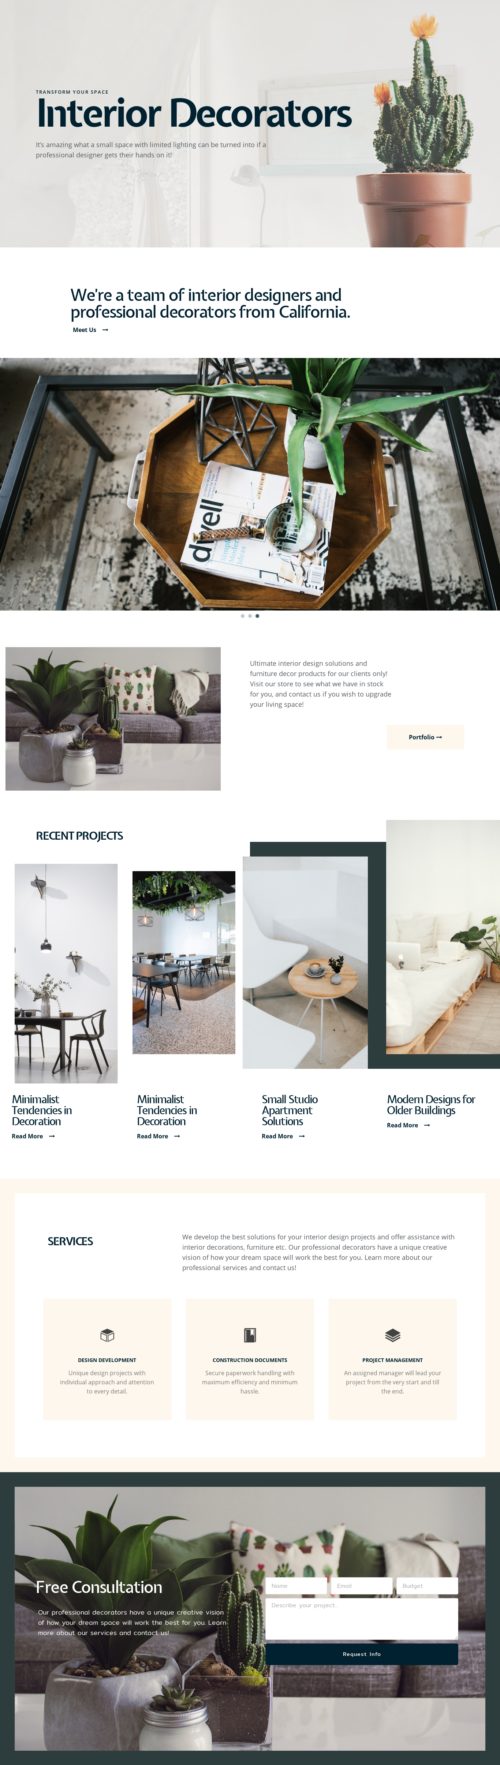 TRANSFORM YOUR SPACE
Interior Decorators
It's amazing what a small space with limited lighting can be turned into if a
professional designer gets their hands on it!
We're a team of interior designers and
professional decorators from California.
Meet Us →
dwell
Ultimate interior design solutions and
furniture decor products for our clients only!
Visit our store to see what we have in stock
for you, and contact us if you wish to upgrade
your living space!
Portfolio →
RECENT PROJECTS
Minimalist
Tendencies in
Decoration
Read More →
Minimalist
Tendencies in
Decoration
Read More →
Small Studio
Apartment
Solutions
Read More →
Modern Designs for
Older Buildings
Read More →
SERVICES
We develop the best solutions for your interior design projects and offer assistance with
interior decorations, furniture etc. Our professional decorators have a unique creative
vision of how your dream space will work the best for you. Learn more about our
professional services and contact us!
DESIGN DEVELOPMENT
Unique design projects with
individual approach and attention
to every detail.
CONSTRUCTION DOCUMENTS
Secure paperwork handling with
maximum efficiency and minimum
hassle.
PROJECT MANAGEMENT
An assigned manager will lead your
project from the very start and till
the end.
Free Consultation
Our professional decorators have a unique creative vision
of how your dream space will work the best for you. Learn
more about our services and contact us!
Name
Email
Budget
Describe your project...
Request Info